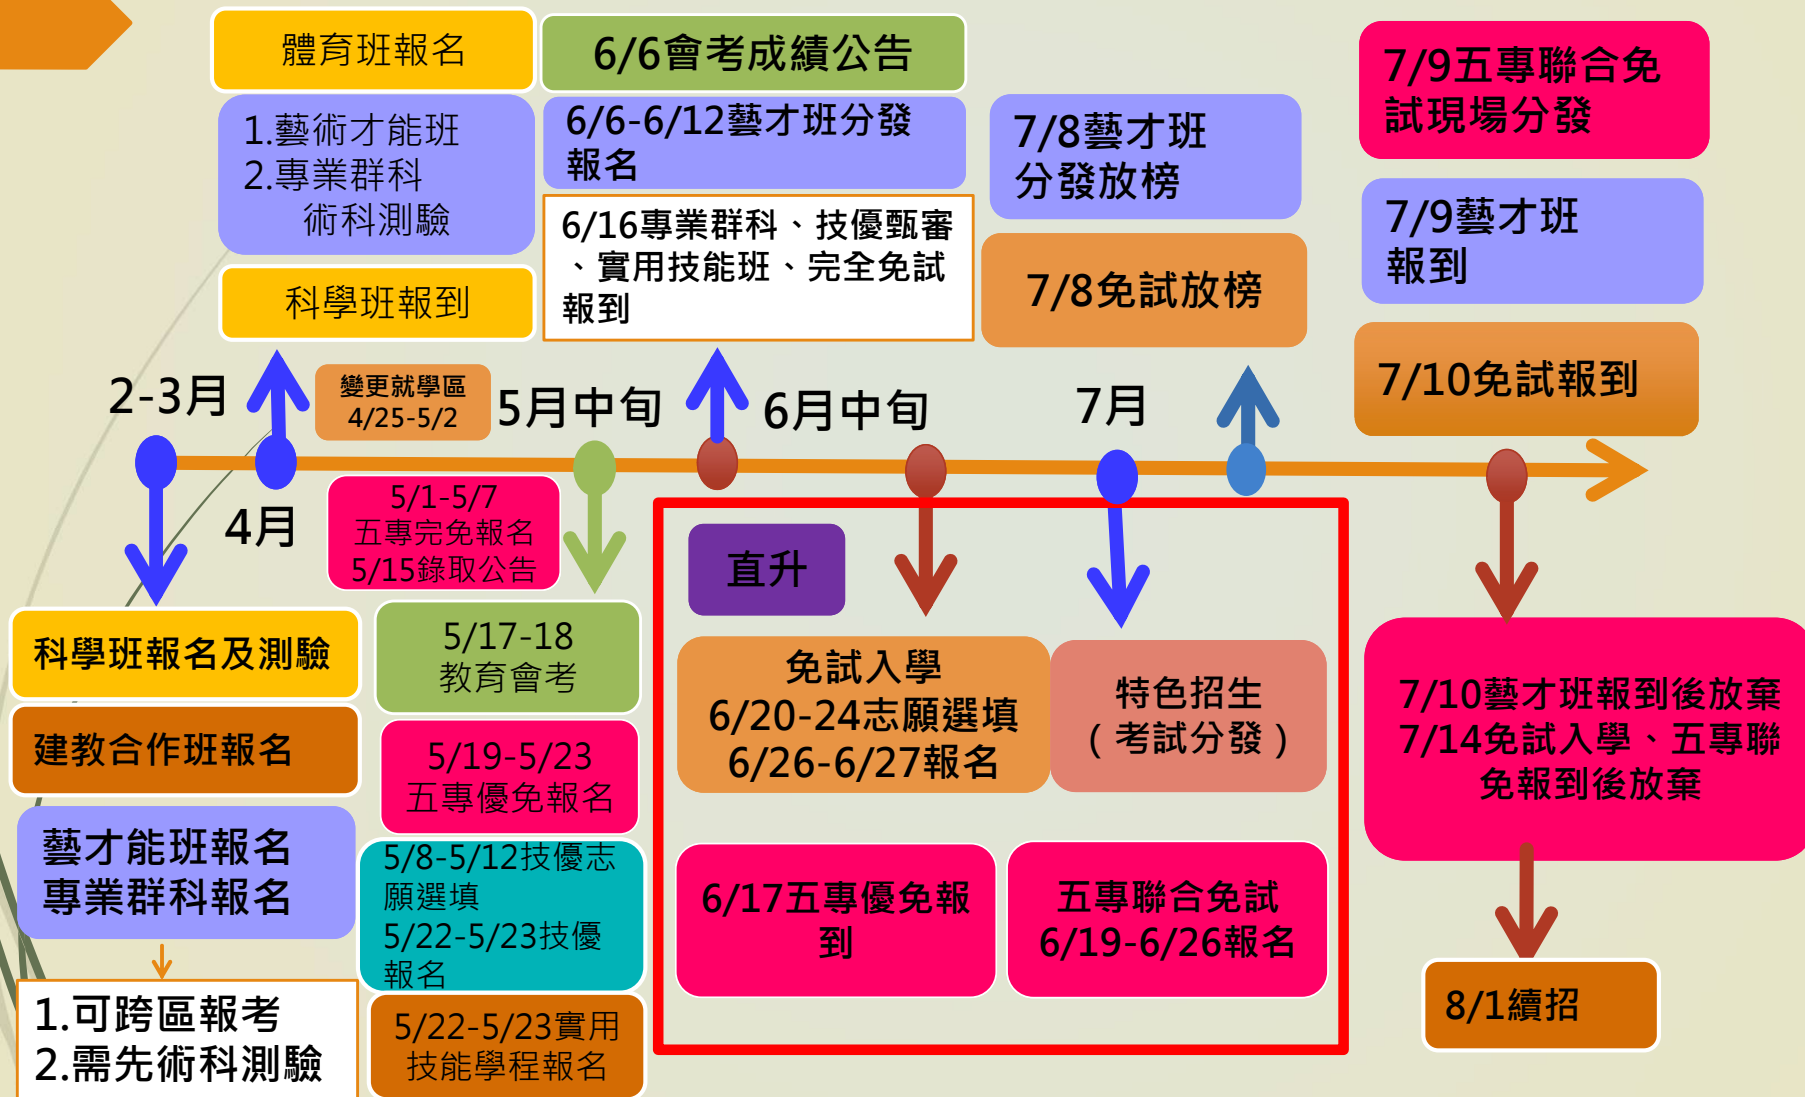 體育班報名
1.藝術才能班
2.專業群科
術科測驗
科學班報到
6/6會考成績公告
6/6-6/12藝才班分發
報名
6/16專業群科、技優甄審
、實用技能班、完全免試
報到
7/8藝才班
分發放榜
7/8免試放榜
7/9五專聯合免
試現場分發
7/9藝才班
報到
7/10免試報到
2-3月
變更就學區
4/25-5/2
5月中旬
6月中旬
7月
4月
5/1-5/7
五專完免報名
5/15錄取公告
科學班報名及測驗
建教合作班報名
藝才能班報名
專業群科報名
1.可跨區報考
2.需先術科測驗
5/17-18
教育會考
5/19-5/23
五專優免報名
5/8-5/12技優志
願選填
5/22-5/23技優
報名
5/22-5/23實用
技能學程報名
直升
免試入學
6/20-24志願選填
6/26-6/27報名
特色招生
（考試分發）
6/17五專優免報
到
五專聯合免試
6/19-6/26報名
7/10藝才班報到後放棄
7/14免試入學、五專聯
免報到後放棄
8/1續招